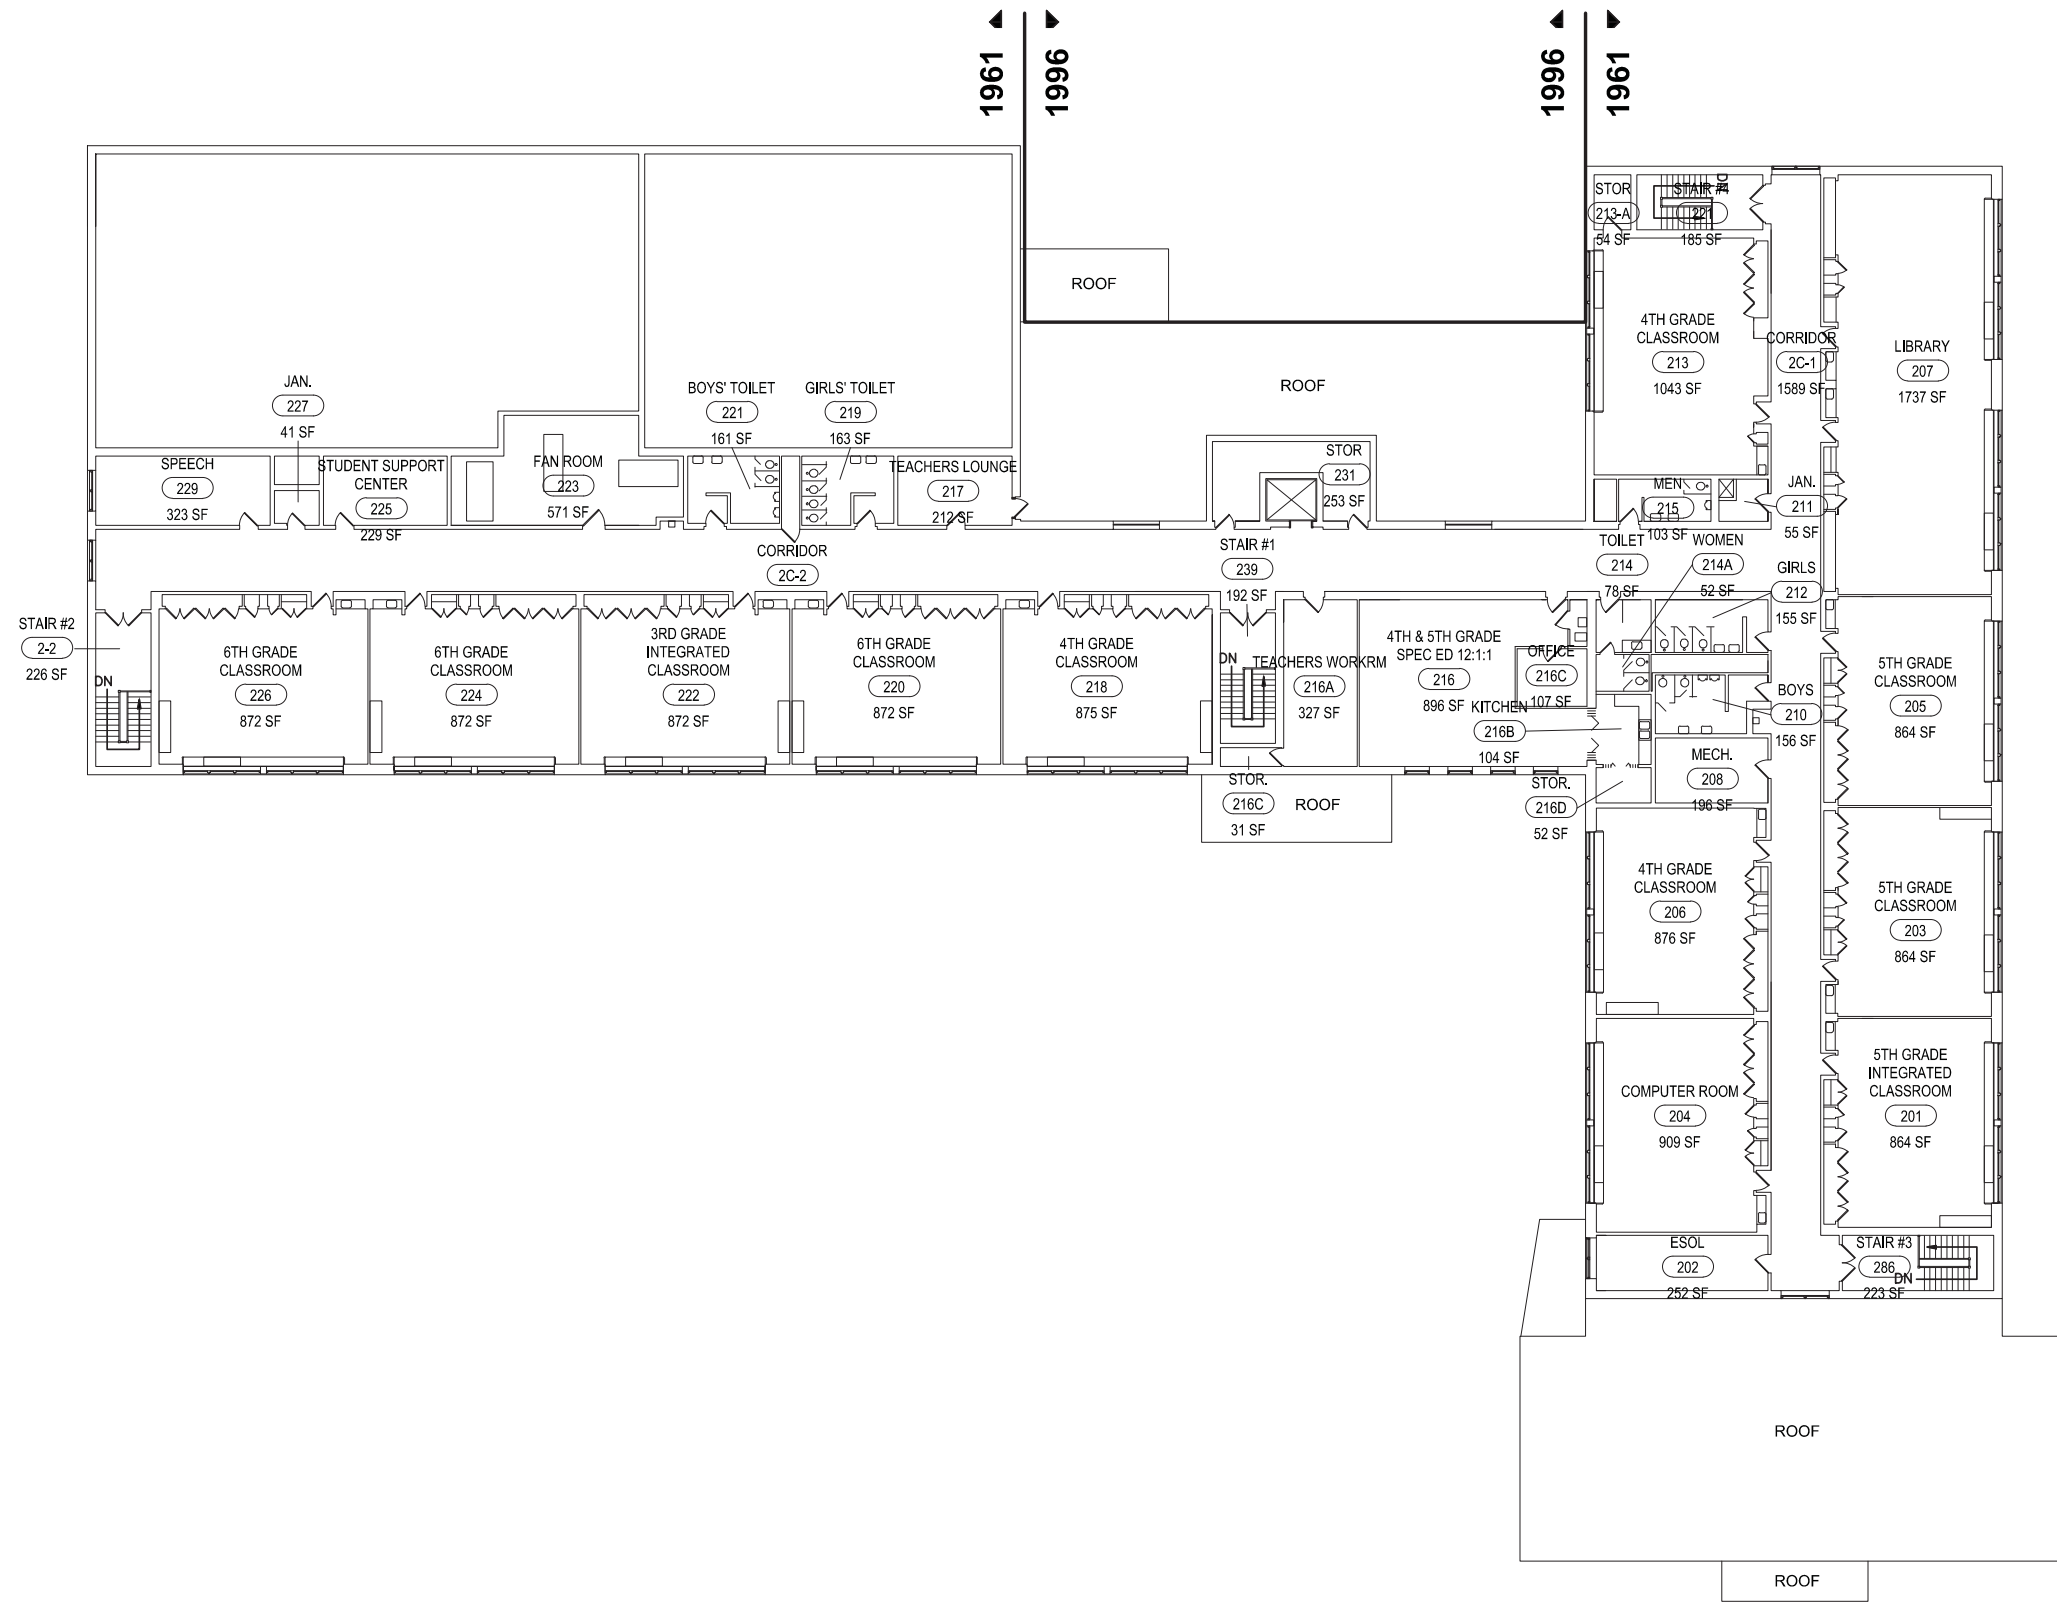 1961
1996
1996
1961
STOR
213-A
54 SF
STAIR #4
221
185 SF
DN
ROOF
ROOF
4TH GRADE
CLASSROOM
213
1043 SF
CORRIDOR
2C-1
1589 SF
LIBRARY
207
1737 SF
JAN.
227
41 SF
BOYS' TOILET
221
161 SF
GIRLS' TOILET
219
163 SF
SPEECH
229
323 SF
STUDENT SUPPORT
CENTER
225
229 SF
FAN ROOM
223
571 SF
TEACHERS LOUNGE
217
212 SF
STOR
231
253 SF
MEN
215
103 SF
JAN.
211
55 SF
CORRIDOR
2C-2
STAIR #1
239
192 SF
TOILET
214
78 SF
WOMEN
214A
52 SF
GIRLS
212
155 SF
STAIR #2
2-2
226 SF
DN
6TH GRADE
CLASSROOM
226
872 SF
6TH GRADE
CLASSROOM
224
872 SF
3RD GRADE
INTEGRATED
CLASSROOM
222
872 SF
6TH GRADE
CLASSROOM
220
872 SF
4TH GRADE
CLASSROOM
218
875 SF
DN
TEACHERS WORKRM
216A
327 SF
4TH & 5TH GRADE
SPEC ED 12:1:1
216
896 SF
OFFICE
216C
107 SF
KITCHEN
216B
104 SF
BOYS
210
156 SF
5TH GRADE
CLASSROOM
205
864 SF
STOR.
216C
31 SF
ROOF
STOR.
216D
52 SF
MECH.
208
196 SF
4TH GRADE
CLASSROOM
206
876 SF
5TH GRADE
CLASSROOM
203
864 SF
COMPUTER ROOM
204
909 SF
5TH GRADE
INTEGRATED
CLASSROOM
201
864 SF
ESOL
202
252 SF
STAIR #3
286
223 SF
DN
ROOF
ROOF